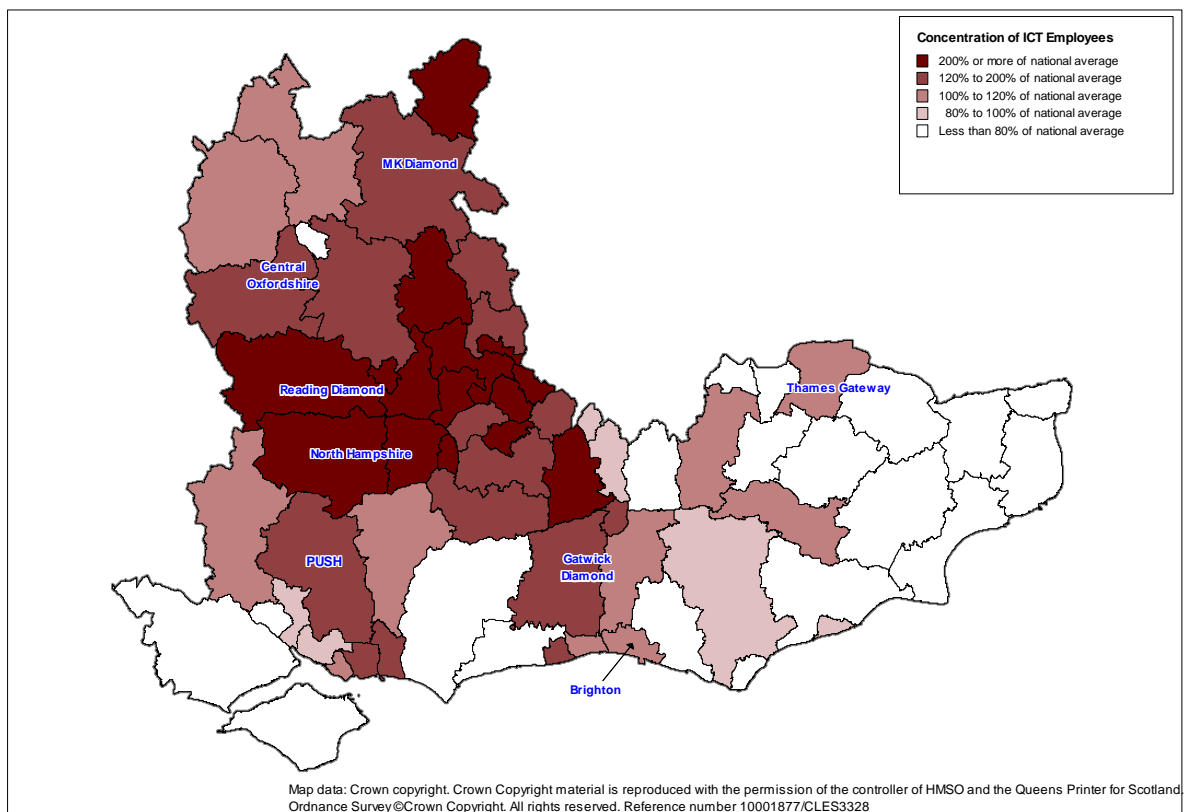 Concentration of ICT Employees
200% or more of national average
120% to 200% of national average
100% to 120% of national average
80% to 100% of national average
Less than 80% of national average
MK Diamond
Central
Oxfordshire
Reading Diamond
Thames Gateway
North Hampshire
PUSH
Gatwick
Diamond
Brighton
Map data: Crown copyright. Crown Copyright material is reproduced with the permission of the controller of HMSO and the Queens Printer for Scotland.
Ordnance Survey ©Crown Copyright. All rights reserved. Reference number 10001877/CLES3328